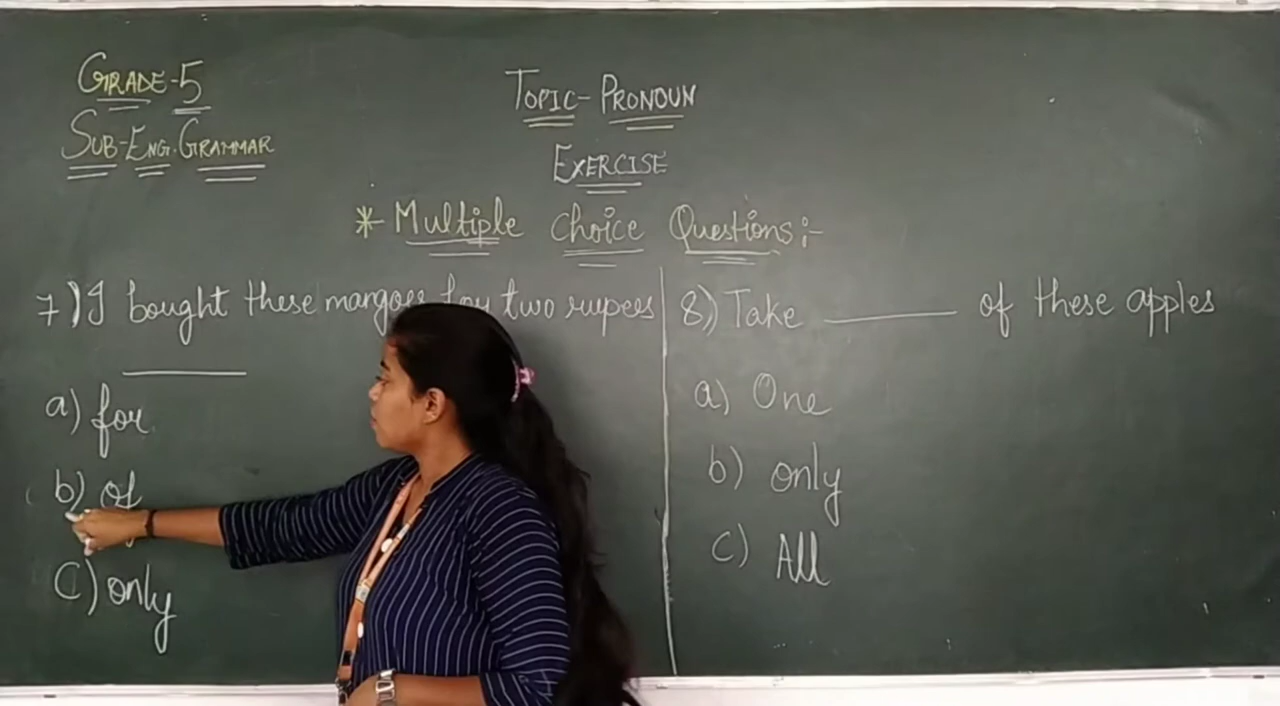 GRADE-5
SUB-ENG.GRAMMAR
TOPIC-PRONOUN
EXERCISE
* Multiple choice Questions:-
7) I bought these mangoes for two rupees
______
a) for
b) of
C) only
8) Take ______ of these apples
a) One
b) only
c) All